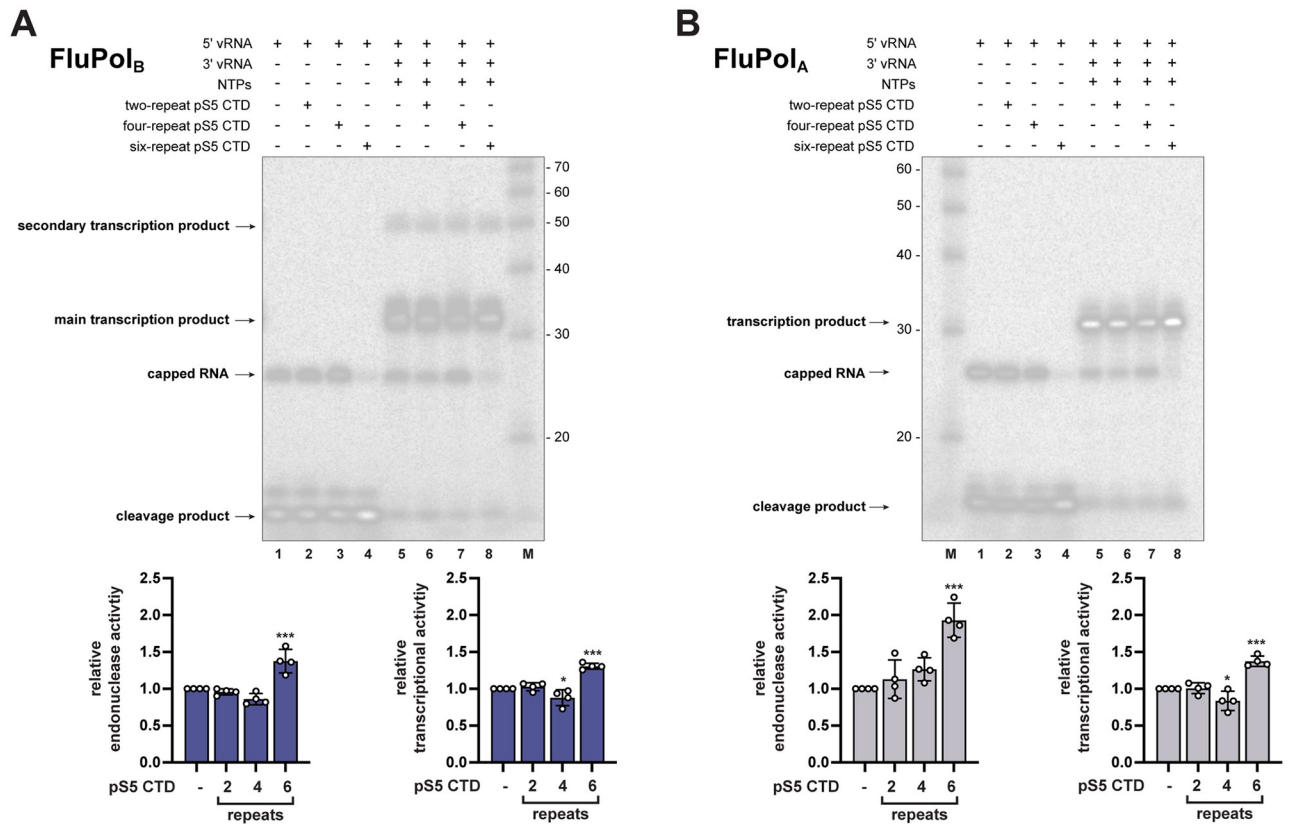 A
FluPolB
5' vRNA + + + + + + + +
3' vRNA - - - - + + + +
NTPs - - - - + + + +
two-repeat pS5 CTD - + - - - + - -
four-repeat pS5 CTD - - + - - - + -
six-repeat pS5 CTD - - - + - - - +
- 70
- 60
secondary transcription product
- 50
- 40
main transcription product
- 30
capped RNA
- 20
cleavage product
1 2 3 4 5 6 7 8 M
relative
endonuclease activtiy
2.5
2.0
1.5
1.0
0.5
0.0
***
pS5 CTD - 2 4 6
repeats
relative
transcriptional activtiy
2.5
2.0
1.5
1.0
0.5
0.0
*
***
pS5 CTD - 2 4 6
repeats
B
FluPolA
5' vRNA + + + + + + + +
3' vRNA - - - - + + + +
NTPs - - - - + + + +
two-repeat pS5 CTD - + - - - + - -
four-repeat pS5 CTD - - + - - - + -
six-repeat pS5 CTD - - - + - - - +
60 -
50 -
40 -
transcription product
30 -
capped RNA
20 -
cleavage product
M 1 2 3 4 5 6 7 8
relative
endonuclease activtiy
2.5
2.0
1.5
1.0
0.5
0.0
***
pS5 CTD - 2 4 6
repeats
relative
transcriptional activtiy
2.5
2.0
1.5
1.0
0.5
0.0
*
***
pS5 CTD - 2 4 6
repeats